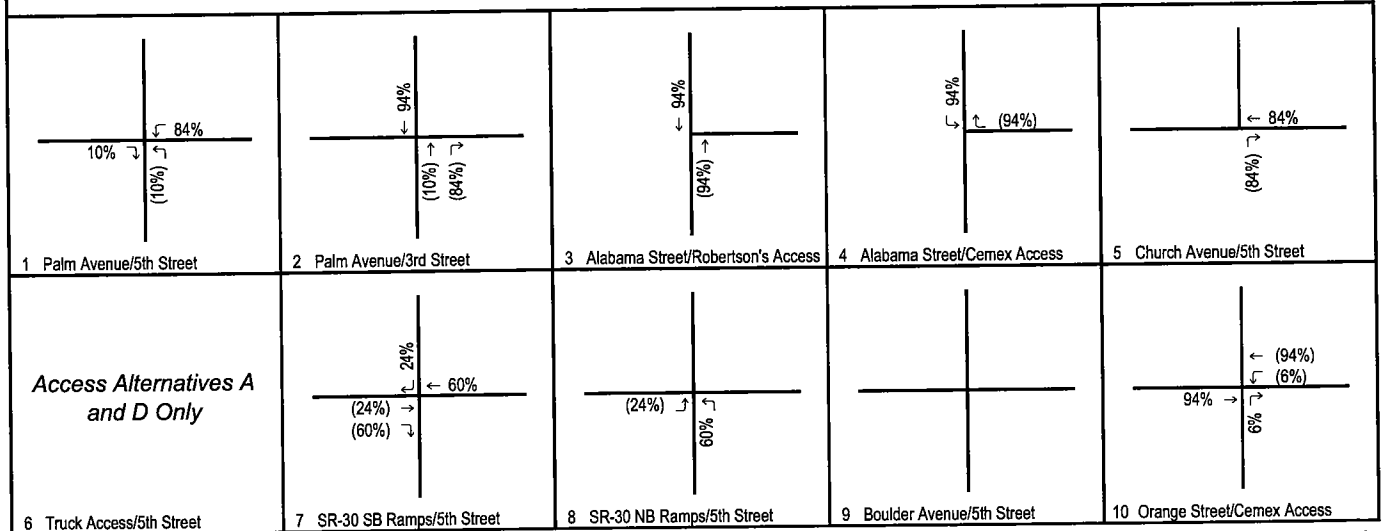 84%
10%
(10%)
1 Palm Avenue/5th Street
94%
(10%)
(84%)
2 Palm Avenue/3rd Street
94%
(94%)
3 Alabama Street/Robertson's Access
94%
(94%)
4 Alabama Street/Cemex Access
84%
(84%)
5 Church Avenue/5th Street
Access Alternatives A
and D Only
6 Truck Access/5th Street
24%
60%
(24%)
(60%)
7 SR-30 SB Ramps/5th Street
(24%)
60%
8 SR-30 NB Ramps/5th Street
9 Boulder Avenue/5th Street
(94%)
(6%)
94%
6%
10 Orange Street/Cemex Access